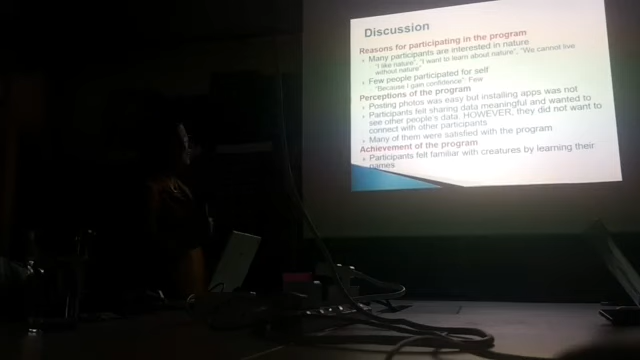 Discussion
Reasons for participating in the program
Many participants are interested in nature
"I like nature", "I want to learn about nature", "We cannot live
without nature"
Few people participated for self
"Because I gain confidence" Few
Perceptions of the program
Posting photos was easy but installing apps was not
Participants felt sharing data meaningful and wanted to
see other people's data. HOWEVER, they did not want to
connect with other participants
Many of them were satisfied with the program
Achievement of the program
Participants felt familiar with creatures by learning their
names